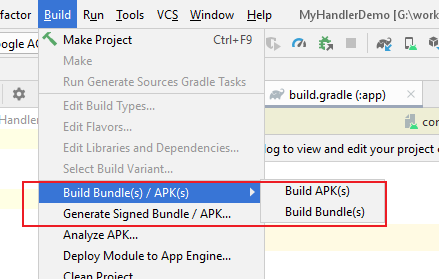 factor Build Run Tools VCS Window Help MyHandlerDemo [G:\work
Make Project Ctrl+F9
Make
Run Generate Sources Gradle Tasks
Edit Build Types...
build.gradle (:app)
Handler
Edit Flavors...
Edit Libraries and Dependencies...
log to view and edit your project
Select Build Variant...
Build Bundle(s) / APK(s)
Build APK(s)
Generate Signed Bundle / APK...
Build Bundle(s)
Analyze APK...
Deploy Module to App Engine...
Clean Project